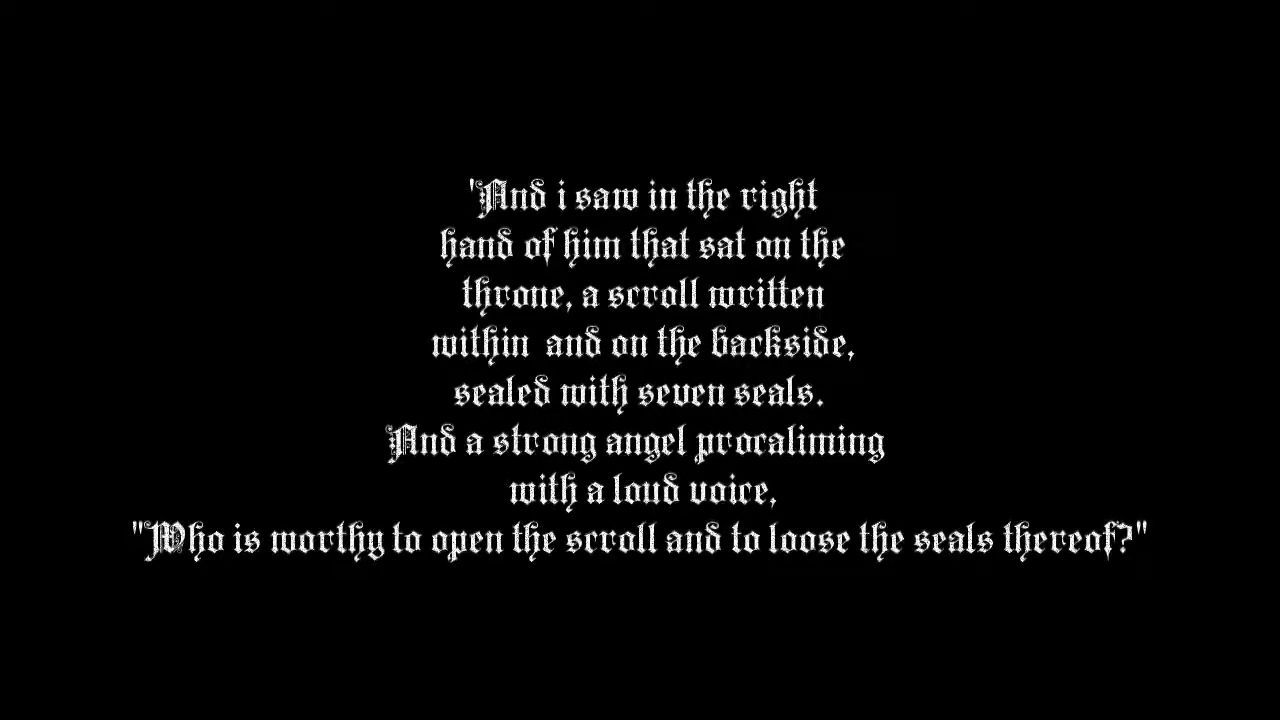 'And i saw in the right
hand of him that sat on the
throne, a scroll written
within  and on the backside,
sealed with seven seals.
And a strong angel procaliming
with a loud voice,
"Who is worthy to open the scroll and to loose the seals thereof?"